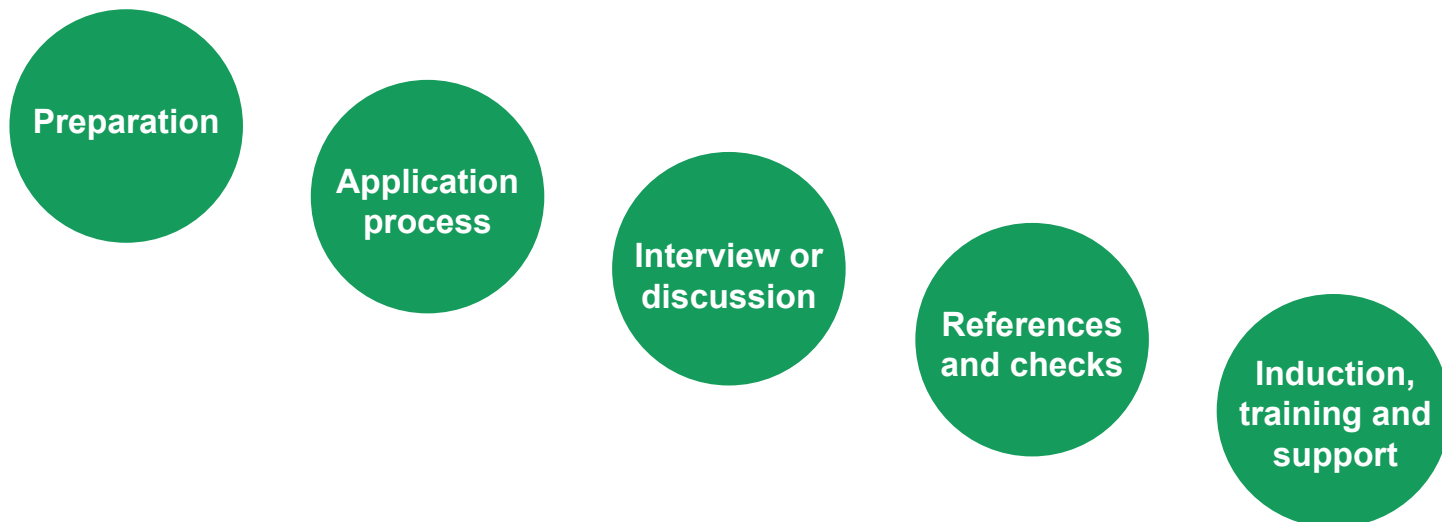 Preparation
Application
process
Interview or
discussion
References
and checks
Induction,
training and
support